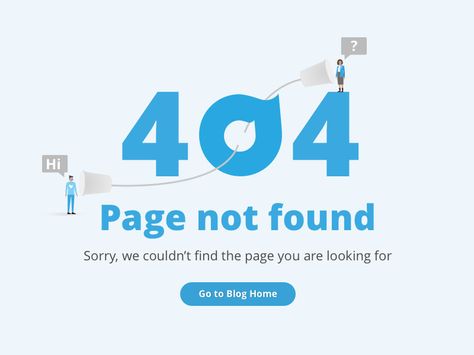 ?
404
Hi
Page not found
Sorry, we couldn’t find the page you are looking for
Go to Blog Home